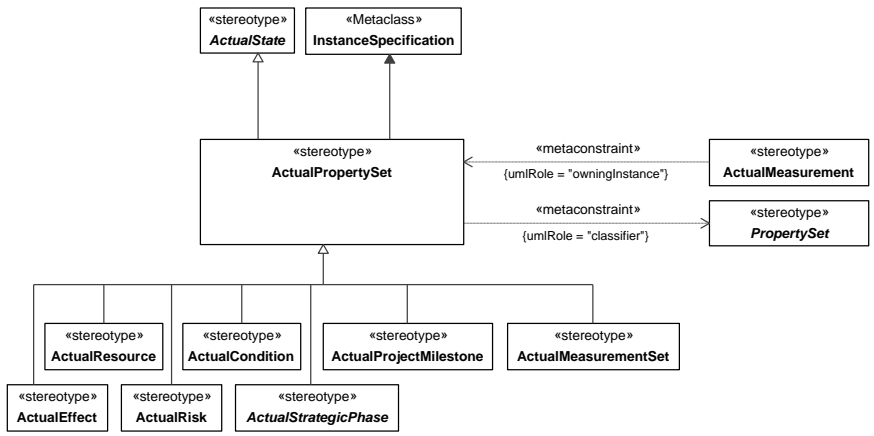 «stereotype»
ActualState
«Metaclass»
InstanceSpecification
«stereotype»
ActualPropertySet
«metaconstraint»
{umlRole = "owningInstance"}
«stereotype»
ActualMeasurement
«metaconstraint»
{umlRole = "classifier"}
«stereotype»
PropertySet
«stereotype»
ActualResource
«stereotype»
ActualCondition
«stereotype»
ActualProjectMilestone
«stereotype»
ActualMeasurementSet
«stereotype»
ActualEffect
«stereotype»
ActualRisk
«stereotype»
ActualStrategicPhase